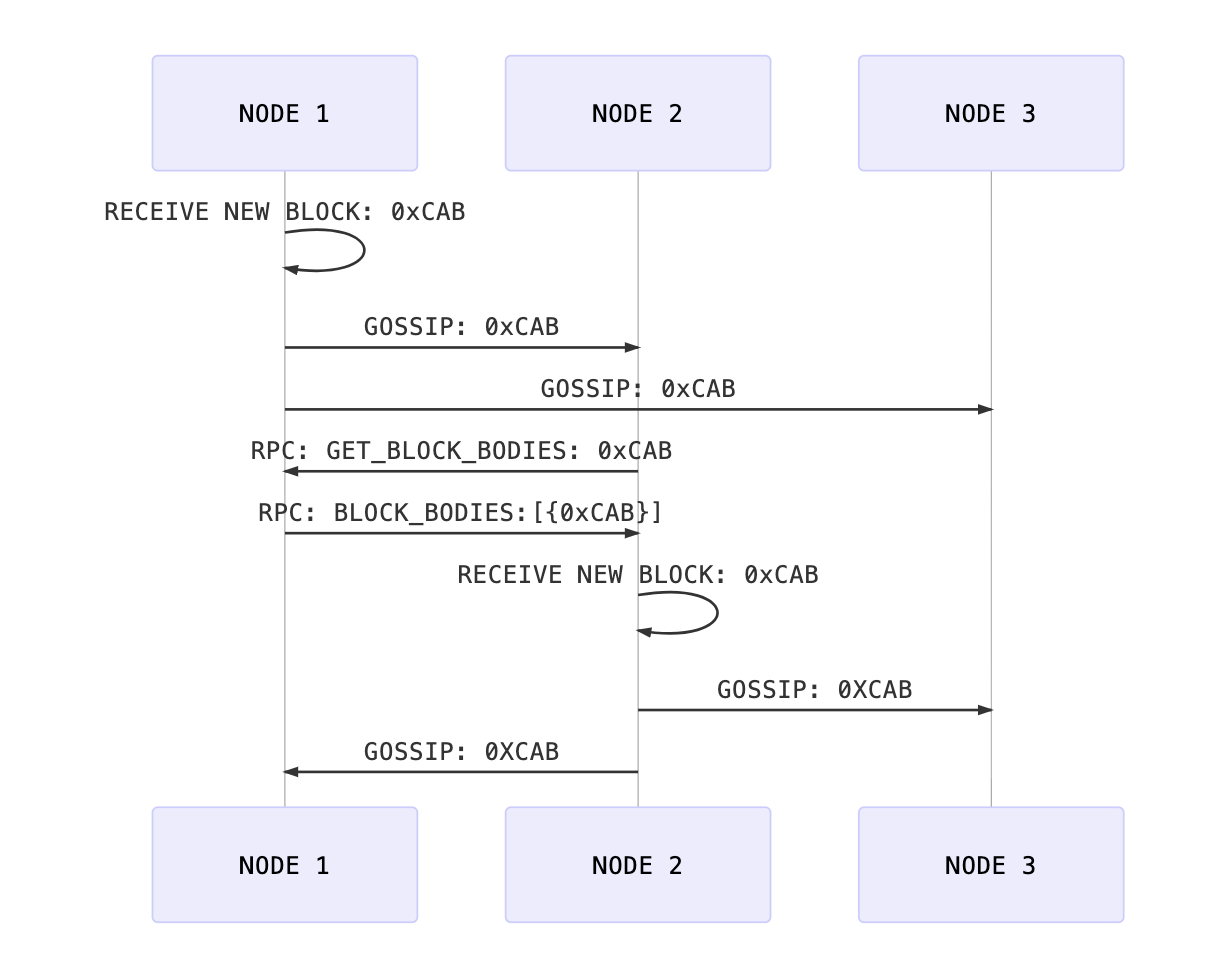 NODE 1
NODE 2
NODE 3
RECEIVE NEW BLOCK: 0xCAB
GOSSIP: 0xCAB
GOSSIP: 0xCAB
RPC: GET_BLOCK_BODIES: 0xCAB
RPC: BLOCK_BODIES:[{0xCAB}]
RECEIVE NEW BLOCK: 0xCAB
GOSSIP: 0XCAB
GOSSIP: 0XCAB
NODE 1
NODE 2
NODE 3